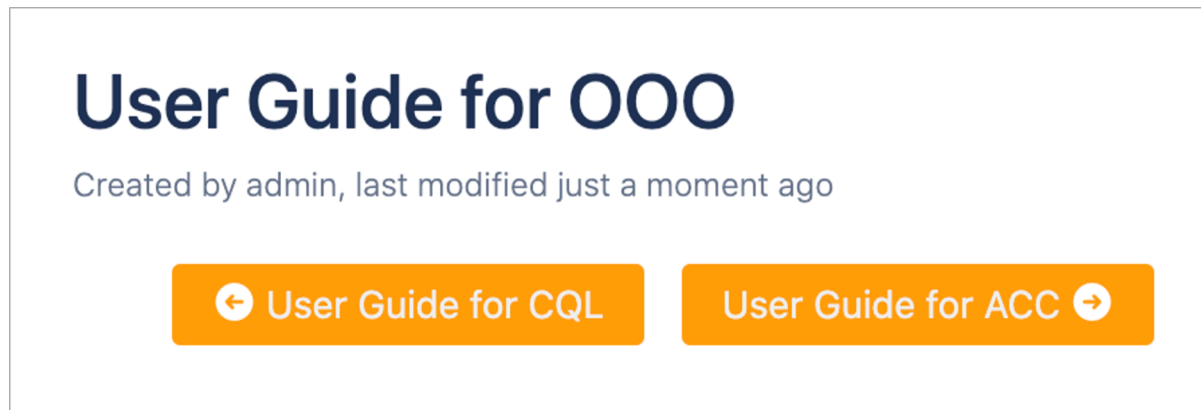 User Guide for OOO
Created by admin, last modified just a moment ago
User Guide for CQL
User Guide for ACC